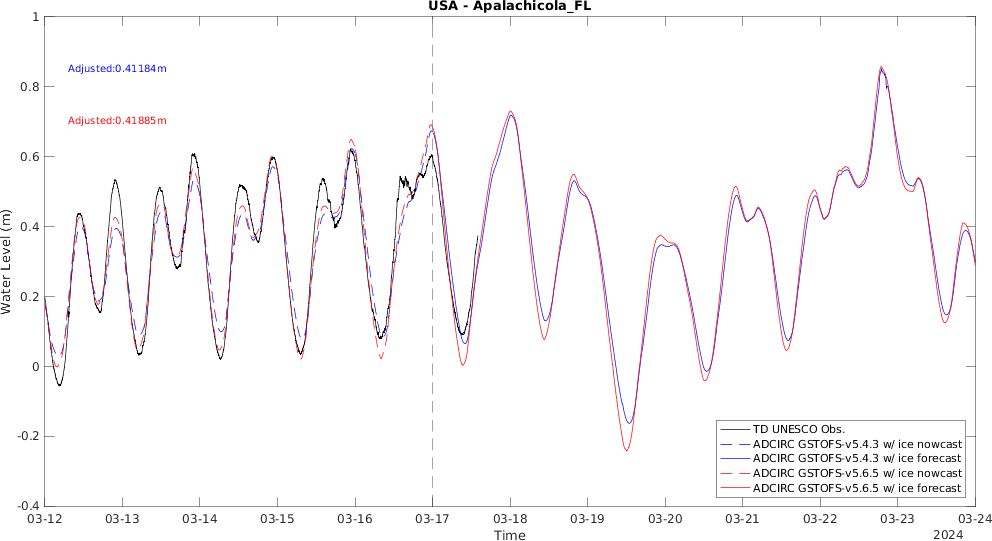 USA - Apalachicola_FL
1
Adjusted:0.41184m
0.8
Adjusted:0.41885m
0.6
0.4
Water Level (m)
0.2
0
-0.2
TD UNESCO Obs.
ADCIRC GSTOFS-v5.4.3 w/ ice nowcast
ADCIRC GSTOFS-v5.4.3 w/ ice forecast
ADCIRC GSTOFS-v5.6.5 w/ ice nowcast
ADCIRC GSTOFS-v5.6.5 w/ ice forecast
-0.4
03-12 03-13 03-14 03-15 03-16 03-17 03-18 03-19 03-20 03-21 03-22 03-23 03-24
Time
2024